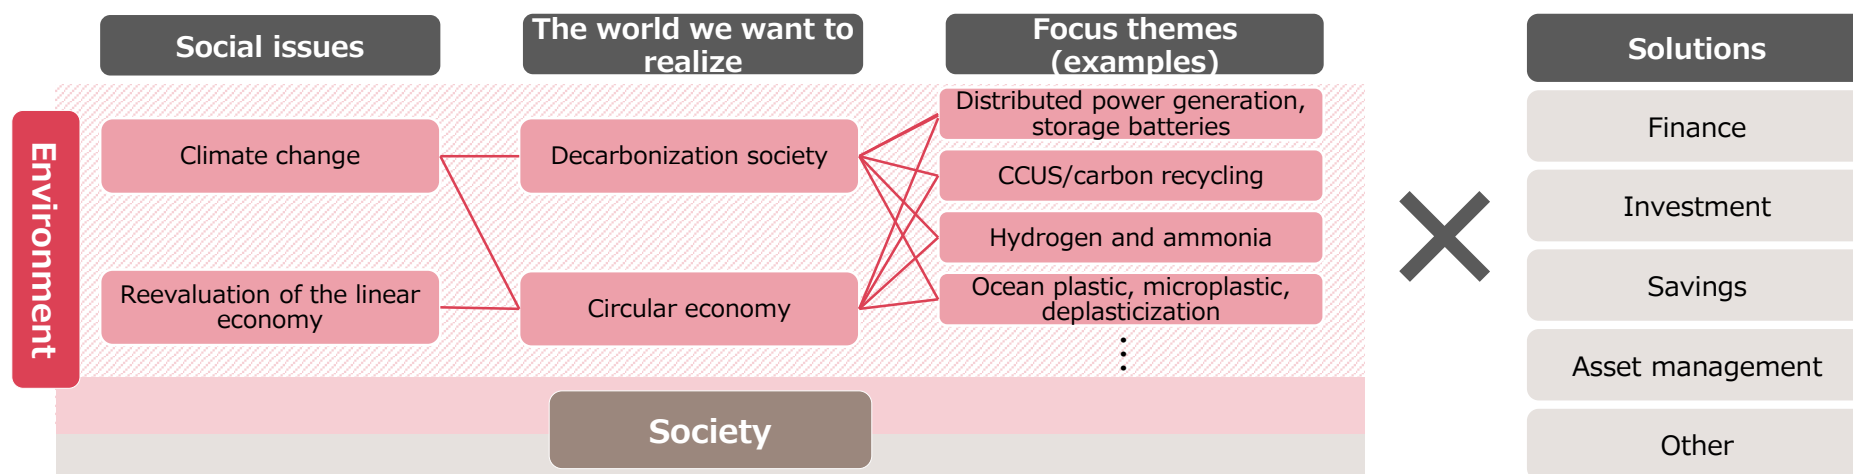 Social issues
The world we want to
realize
Focus themes
(examples)
Solutions
Environment
Climate change
Decarbonization society
Distributed power generation,
storage batteries
CCUS/carbon recycling
Hydrogen and ammonia
Reevaluation of the linear
economy
Circular economy
Ocean plastic, microplastic,
deplasticization
⋮
Society
Finance
Investment
Savings
Asset management
Other